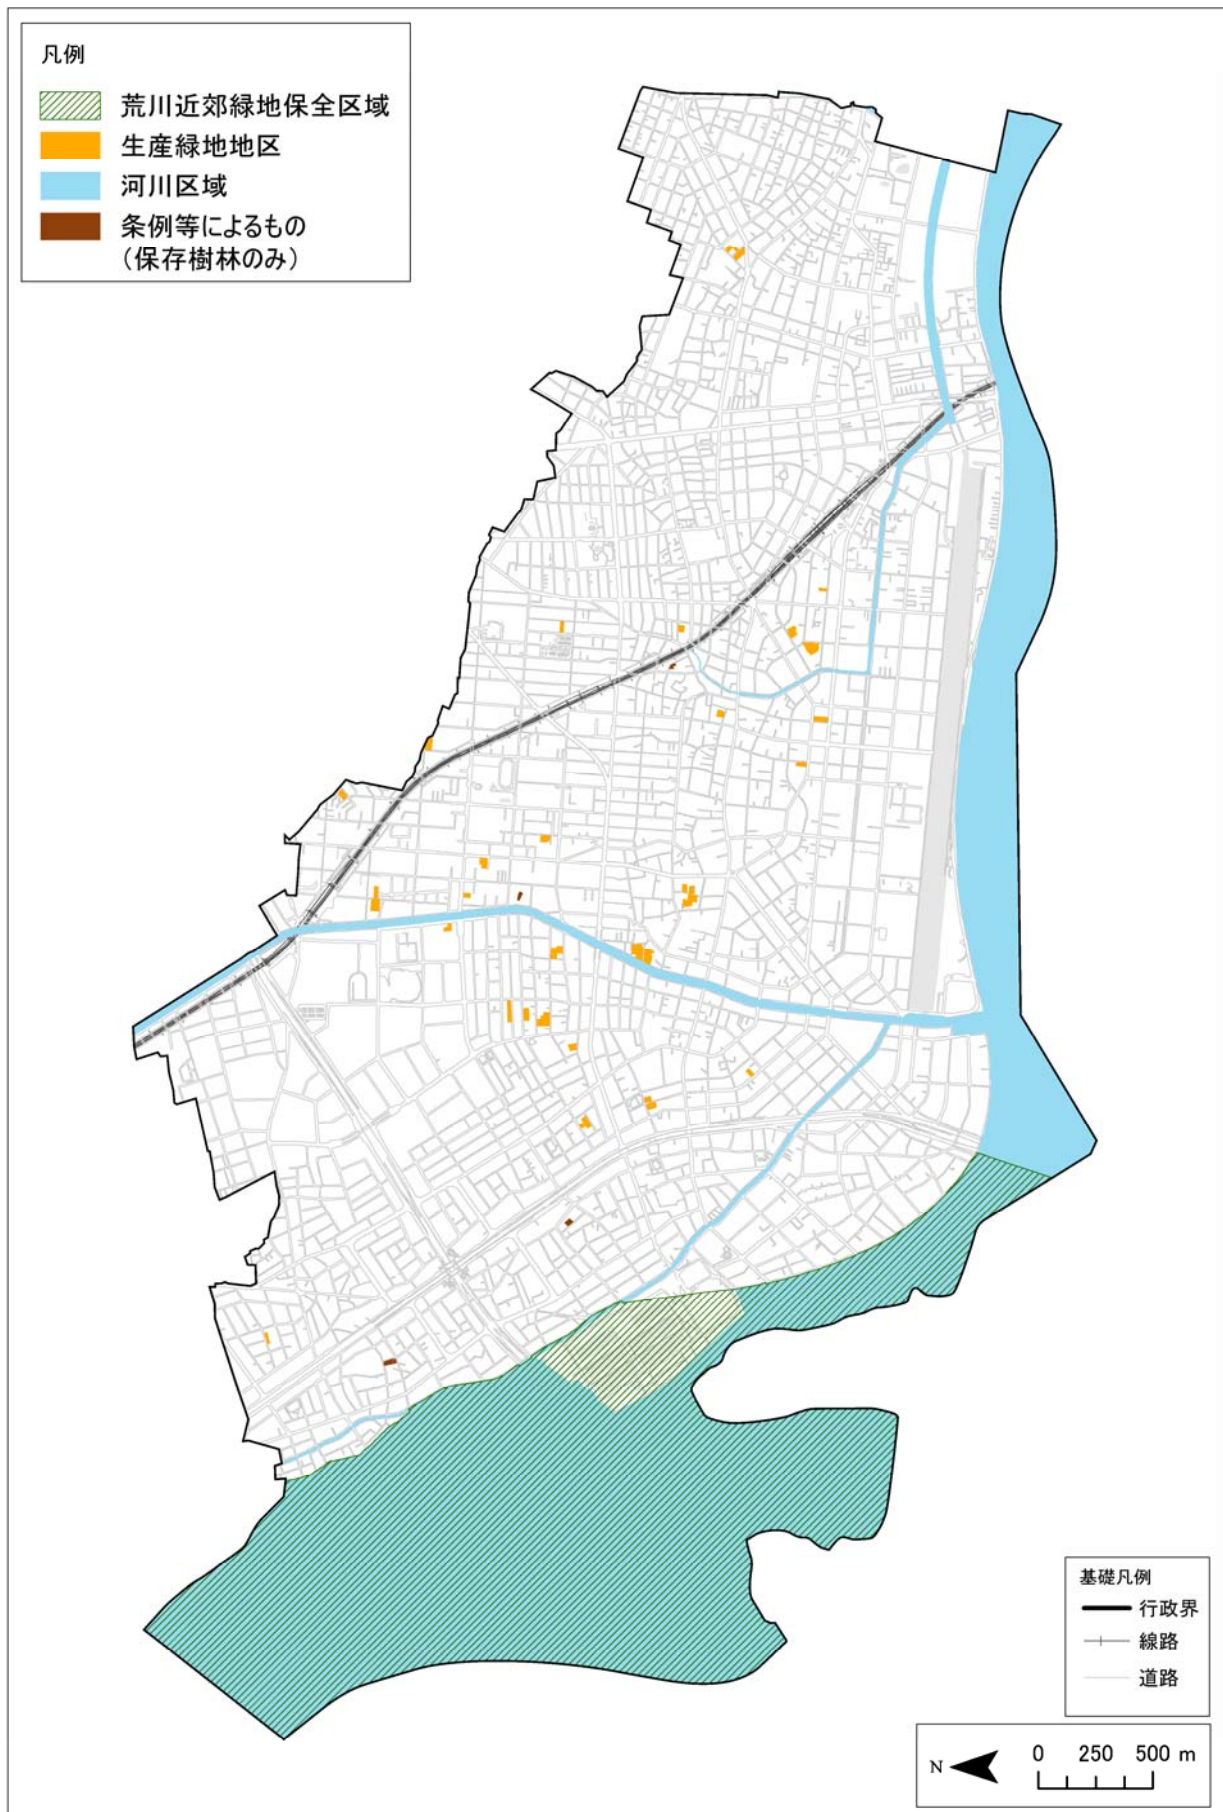 凡例
荒川近郊緑地保全区域
生産緑地地区
河川区域
条例等によるもの
（保存樹林のみ）
基礎凡例
行政界
線路
道路
N 0 250 500 m